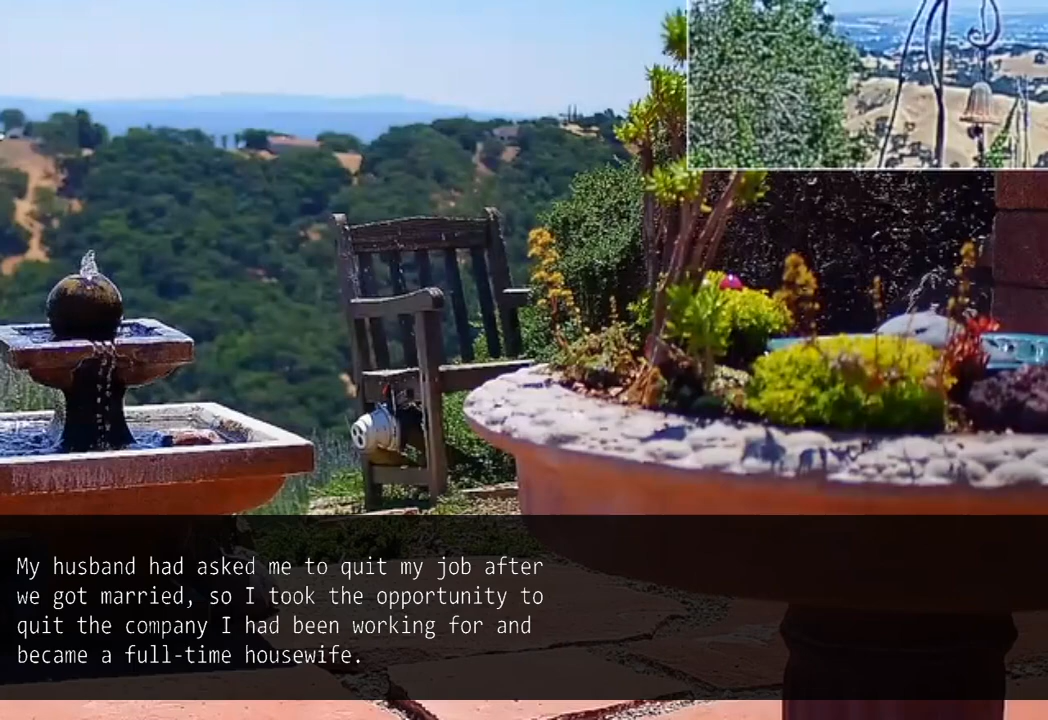 My husband had asked me to quit my job after
we got married, so I took the opportunity to
quit the company I had been working for and
became a full-time housewife.